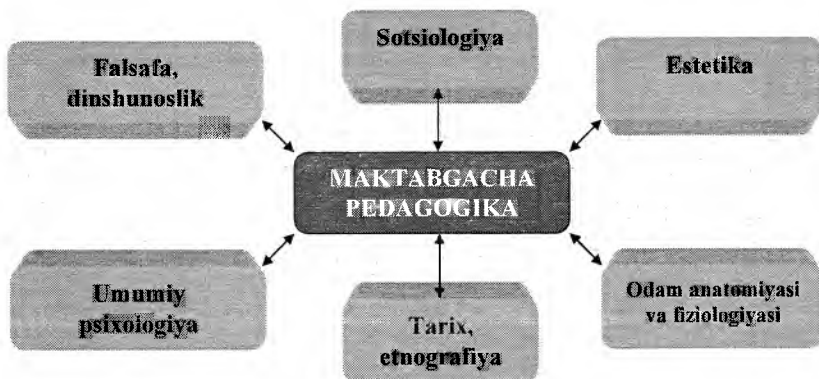 Falsafa,
dinshunoslik
Sotsiologiya
Estetika
MAKTABGACHA
PEDAGOGIKA
Umumiy
psixologiya
Tarix,
etnografiya
Odam anatomiyasi
va fiziologiyasi